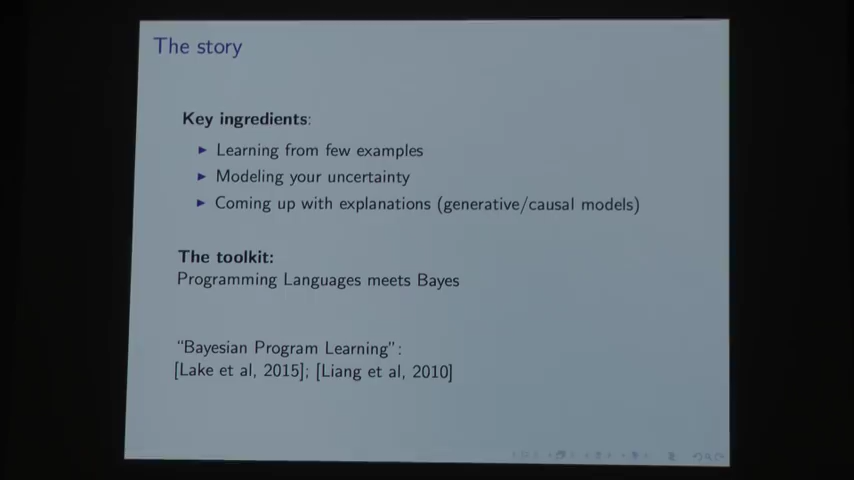 The story
Key ingredients:
Learning from few examples
Modeling your uncertainty
Coming up with explanations (generative/causal models)
The toolkit:
Programming Languages meets Bayes
“Bayesian Program Learning”:
[Lake et al, 2015]; [Liang et al, 2010]